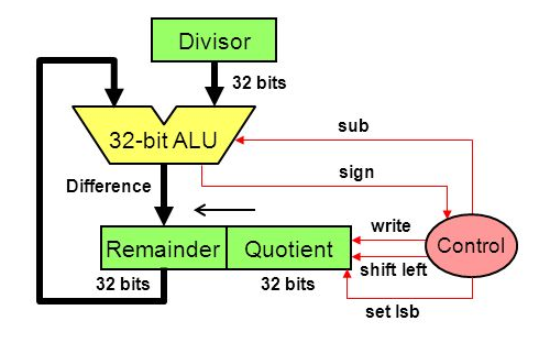 Divisor
32 bits
32-bit ALU
sub
sign
Difference
write
Remainder
Quotient
Control
shift left
32 bits
32 bits
set lsb